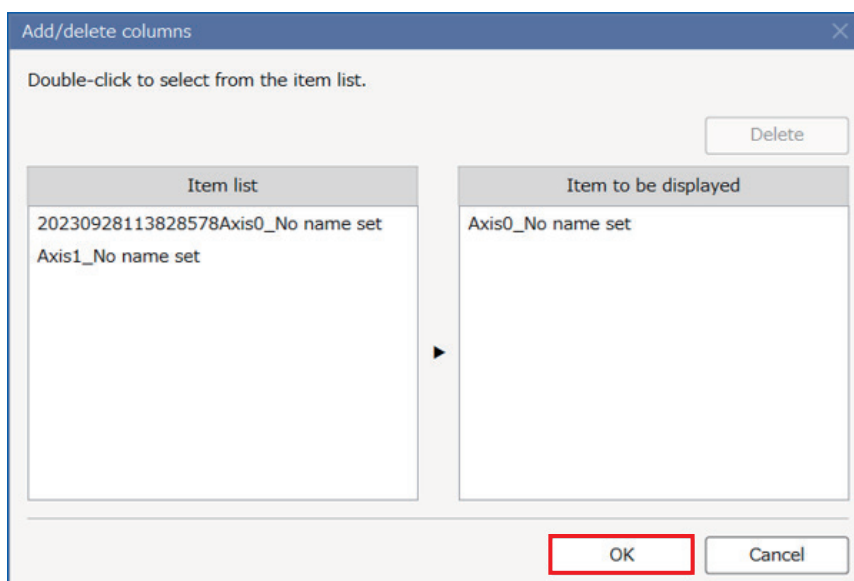 Add/delete columns
Double-click to select from the item list.
Delete
Item list
Item to be displayed
20230928113828578Axis0_No name set
Axis1_No name set
Axis0_No name set
OK
Cancel